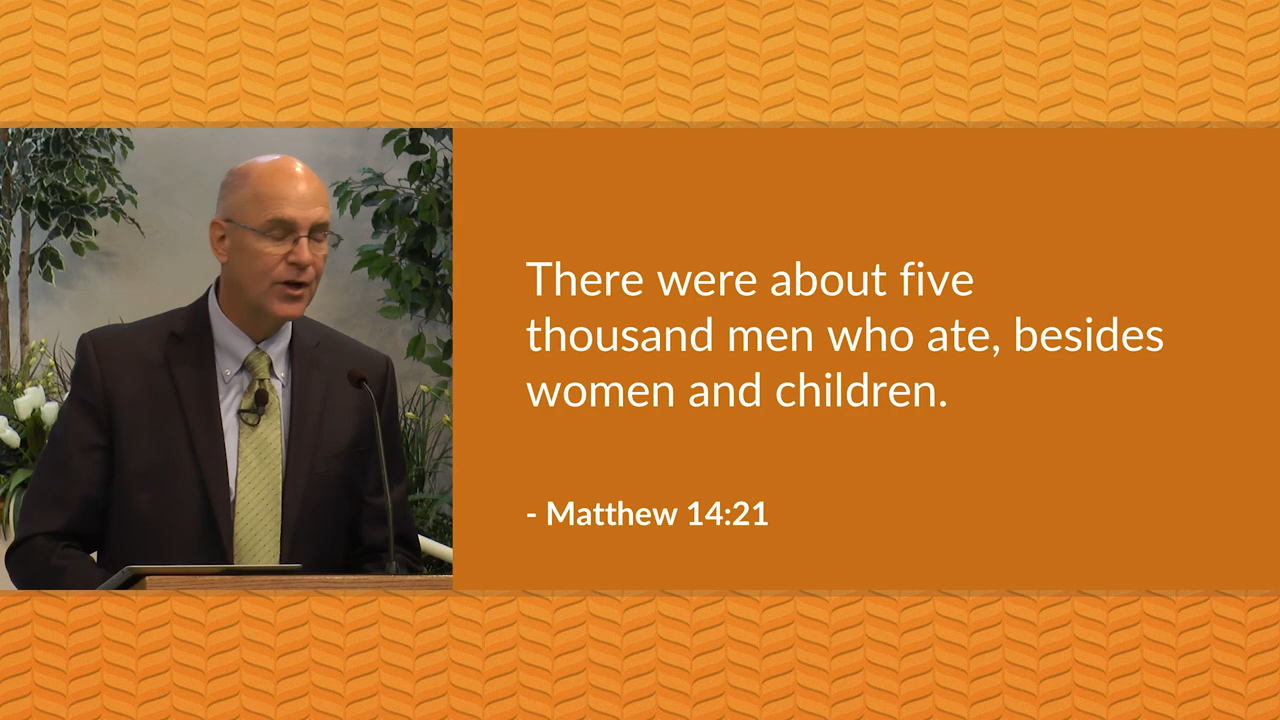 There were about five
thousand men who ate, besides
women and children.
- Matthew 14:21